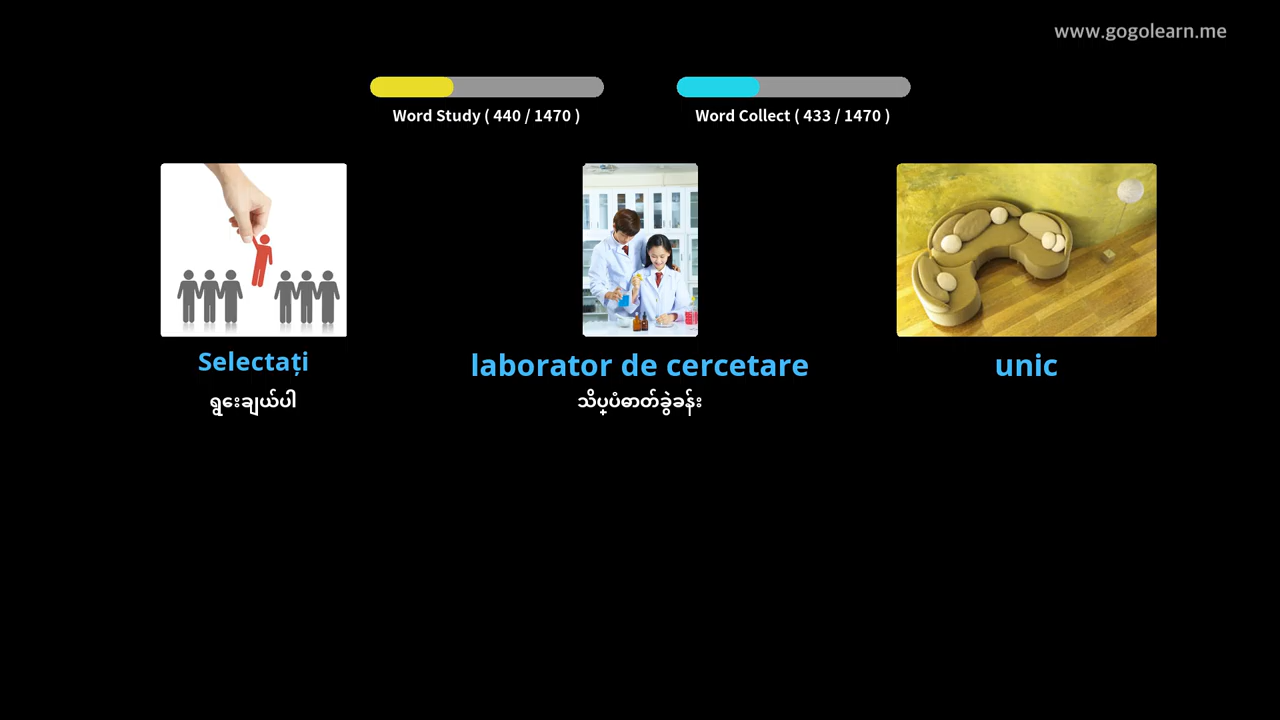 www.gogolearn.me
Word Study ( 440 / 1470 )
Word Collect ( 433 / 1470 )
Selectați
ရွေးချယ်ပါ
laborator de cercetare
သိပ္ပံဓာတ်ခွဲခန်း
unic